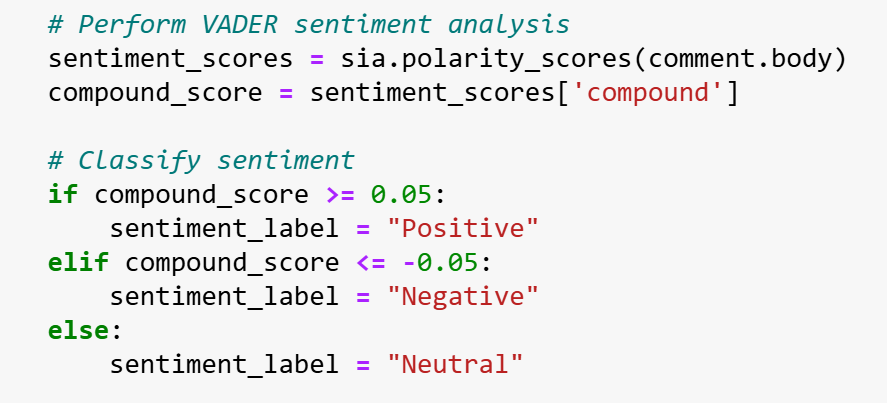 # Perform VADER sentiment analysis
sentiment_scores = sia.polarity_scores(comment.body)
compound_score = sentiment_scores['compound']

# Classify sentiment
if compound_score >= 0.05:
    sentiment_label = "Positive"
elif compound_score <= -0.05:
    sentiment_label = "Negative"
else:
    sentiment_label = "Neutral"